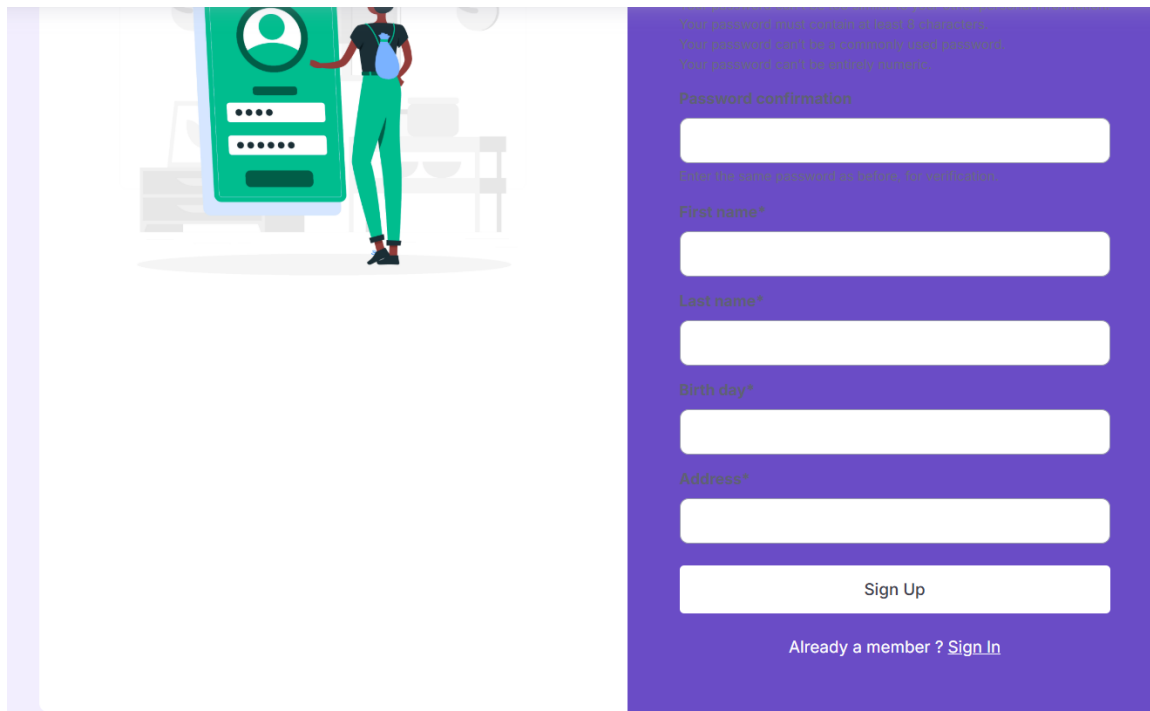 Your password must contain at least 8 characters.
Your password can't be a commonly used password.
Your password can't be entirely numeric.
Password confirmation
Enter the same password as before, for verification.
First name*
Last name*
Birth day*
Address*
Sign Up
Already a member ? Sign In